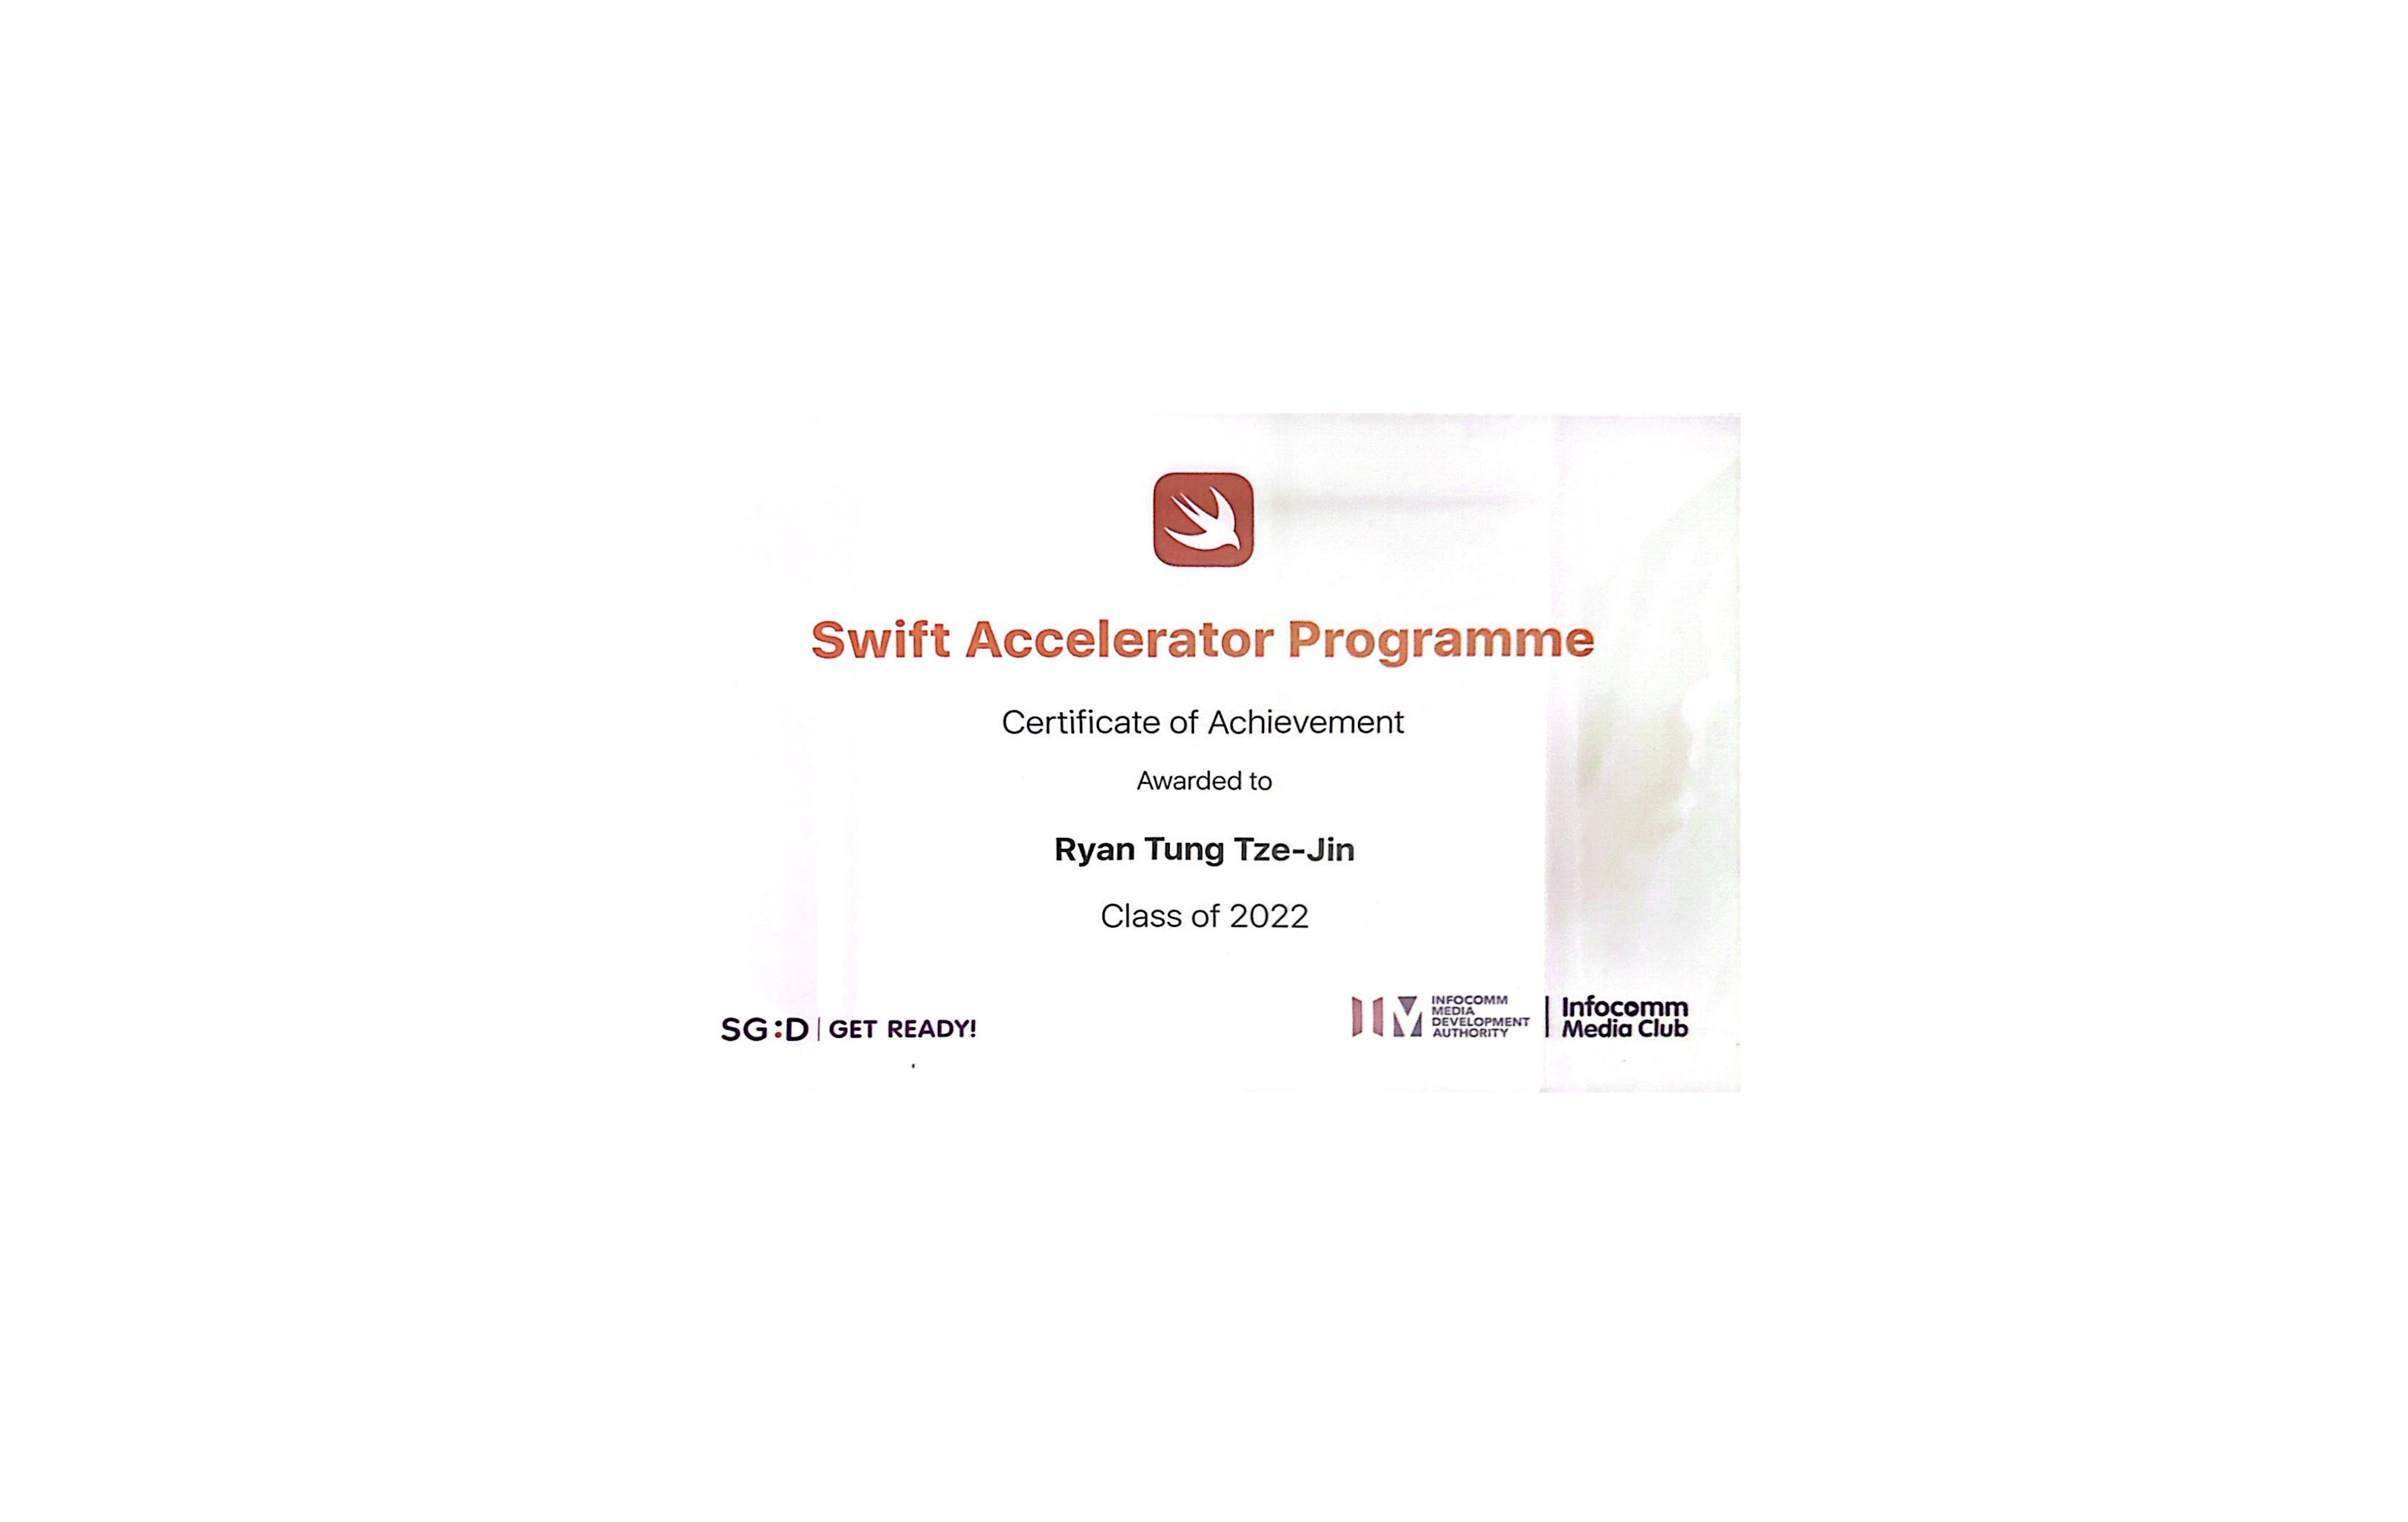 Swift Accelerator Programme
Certificate of Achievement
Awarded to
Ryan Tung Tze-Jin
Class of 2022
SG:D | GET READY!
INFOCOMM
MEDIA
DEVELOPMENT
AUTHORITY
Infocomm
Media Club